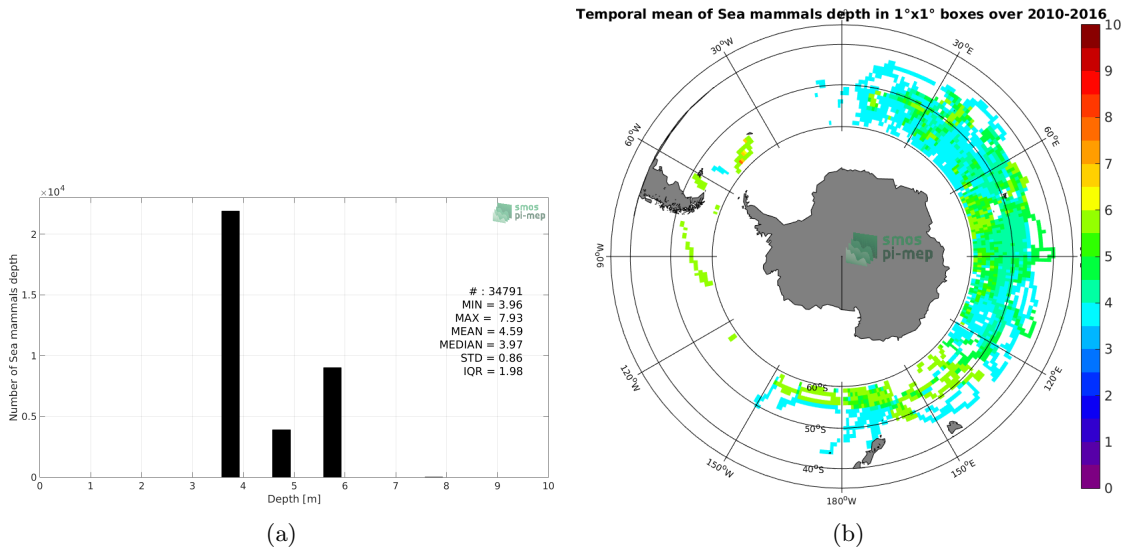 ×10⁴
2
1.5
1
0.5
0
Number of Sea mammals depth
smos
pi-mep
# : 34791
MIN = 3.96
MAX = 7.93
MEAN = 4.59
MEDIAN = 3.97
STD = 0.86
IQR = 1.98
0 1 2 3 4 5 6 7 8 9 10
Depth [m]
(a)
Temporal mean of Sea mammals depth in 1°x1° boxes over 2010-2016
30°W
30°E
60°W
60°E
90°W
120°W
120°E
150°W
150°E
180°W
60°S
50°S
40°S
smos
pi-mep
10
9
8
7
6
5
4
3
2
1
0
(b)